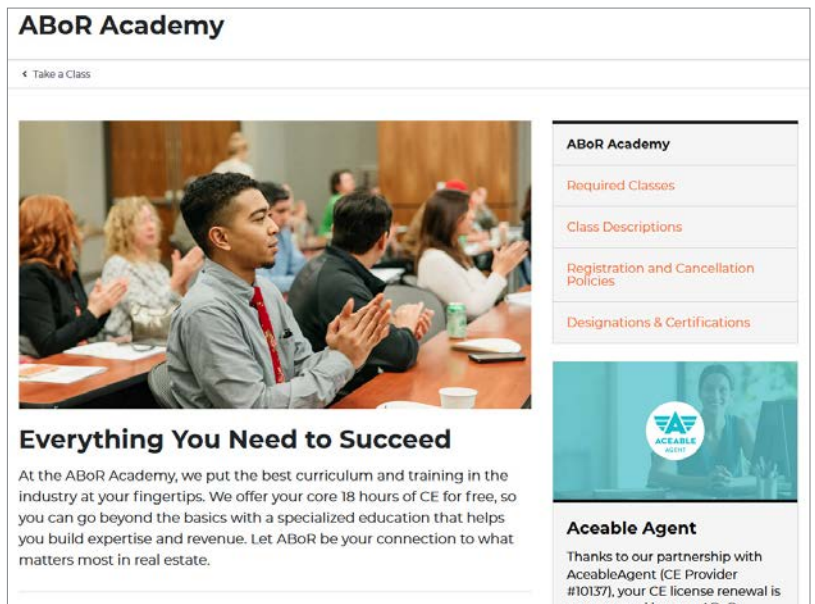 ABoR Academy
Take a Class
Everything You Need to Succeed
At the ABoR Academy, we put the best curriculum and training in the
industry at your fingertips. We offer your core 18 hours of CE for free, so
you can go beyond the basics with a specialized education that helps
you build expertise and revenue. Let ABoR be your connection to what
matters most in real estate.
ABoR Academy
Required Classes
Class Descriptions
Registration and Cancellation
Policies
Designations & Certifications
ACEABLE
AGENT
Aceable Agent
Thanks to our partnership with
AceableAgent (CE Provider
#10137), your CE license renewal is